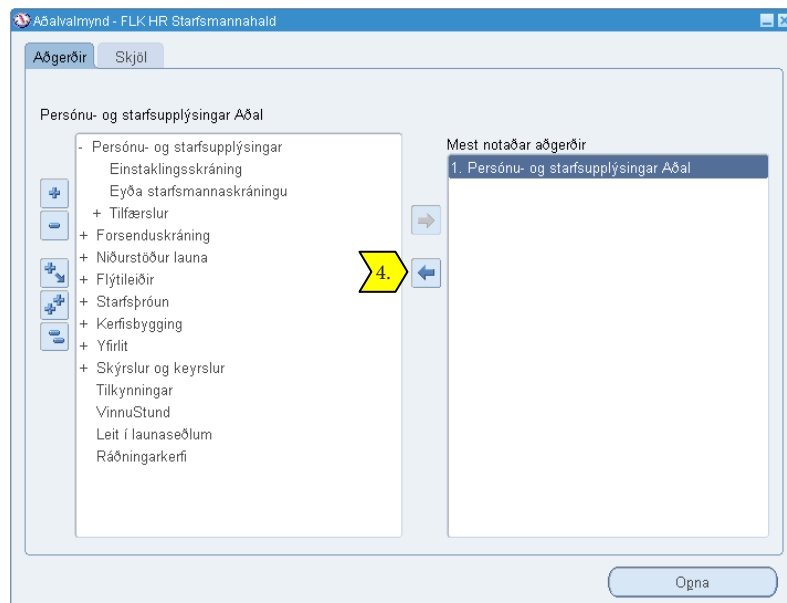 Aðalvalmynd - FLK HR Starfsmannahald
Aðgerðir
Skjöl
Persónu- og starfsupplýsingar Aðal
- Persónu- og starfsupplýsingar
Einstaklingsskráning
Eyða starfsmannaskráningu
+ Tilfærslur
+ Forsenduskráning
+ Niðurstöður launa
+ Flýtileiðir
+ Starfsþróun
+ Kerfisbygging
+ Yfirlit
+ Skýrslur og keyrslur
Tilkynningar
VinnuStund
Leit í launaseðlum
Ráðningarkerfi
4.
Mest notaðar aðgerðir
1. Persónu- og starfsupplýsingar Aðal
Opna